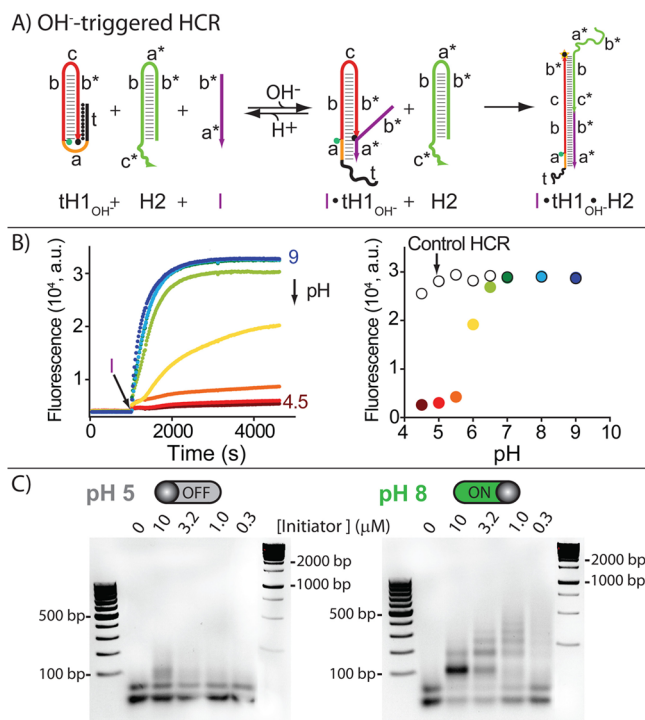 A) OH⁻-triggered HCR
c a* c a* a*
b b* b b* b* b b* b b* b* b
t a* b* c c*
a c* a a* c* b b*
t a a*
t
+ + OH⁻ H⁺ +
tH1OH⁻ + H2 + I I•tH1OH⁻ + H2 I•tH1OH⁻•H2
B)
Fluorescence (10⁴, a.u.)
3
2
1
9
pH
I
4.5
0 2000 4000
Time (s)
Fluorescence (10⁴, a.u.)
Control HCR
3
2
1
0
4 5 6 7 8 9 10
pH
C)
pH 5 OFF pH 8 ON
0 10 3.2 1.0 0.3 [Initiator] (μM) 0 10 3.2 1.0 0.3
-2000 bp
-1000 bp
500 bp-
100 bp-
-2000 bp
-1000 bp
500 bp-
100 bp-